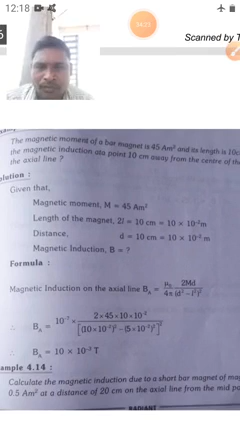 12:18
04:23
6
Scanned by T
The magnetic moment of a bar magnet is 45 Am² and its length is 10c
the magnetic induction ata point 10 cm away from the centre of th
the axial line ?
olution :
Given that,
Magnetic moment, M = 45 Am²
Length of the magnet, 2l = 10 cm = 10 × 10⁻²m
d = 10 cm = 10 × 10⁻² m
Magnetic Induction, B = ?
Formula :
Magnetic Induction on the axial line B_A = μ₀/4π 2Md/(d² – l²)²
∴ B_A = 10⁻⁷ × 2×45×10×10⁻²/[(10×10⁻²)² –(5×10⁻²)²]²
∴ B_A = 10 × 10⁻² T
ample 4.14 :
Calculate the magnetic induction due to a short bar magnet of ma
0.5 Am² at a distance of 20 cm on the axial line from the mid po
RADIANT